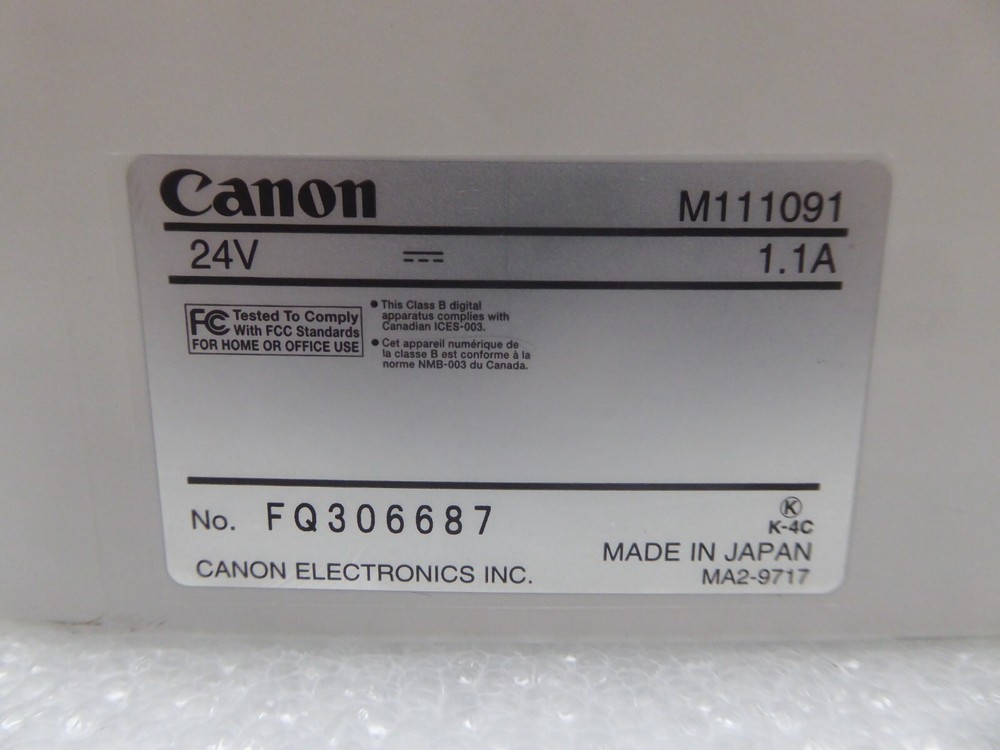 Canon
M111091
24V
1.1A
FC Tested To Comply
With FCC Standards
FOR HOME OR OFFICE USE
● This Class B digital
apparatus complies with
Canadian ICES-003.
● Cet appareil numérique de
la classe B est conforme à la
norme NMB-003 du Canada.
No. FQ306687
K
K-4C
MADE IN JAPAN
CANON ELECTRONICS INC.
MA2-9717